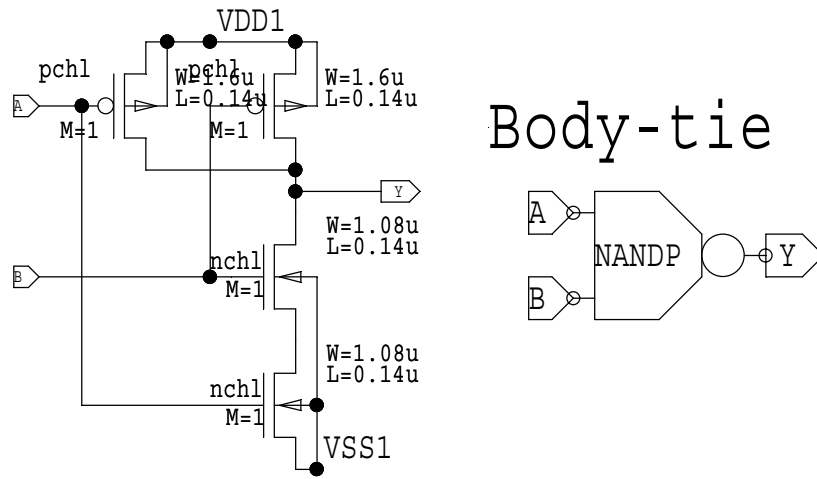 VDD1
pchl
W=1.6u
L=0.14u
M=1
pchl
W=1.6u
L=0.14u
M=1
A
Y
W=1.08u
L=0.14u
nchl
M=1
B
W=1.08u
L=0.14u
nchl
M=1
VSS1
Body-tie
A
NANDP
Y
B